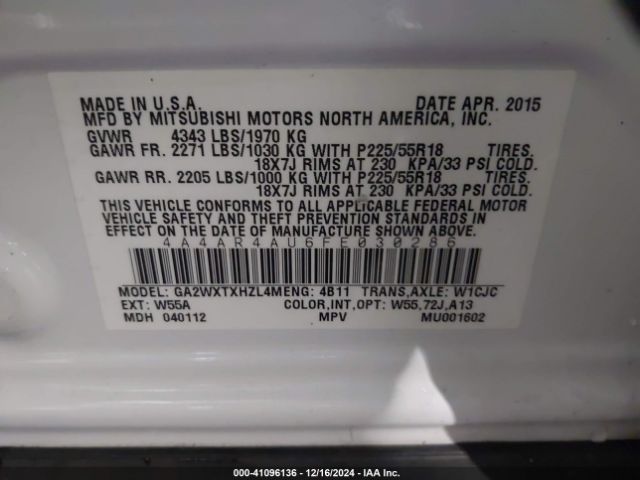 MADE IN U.S.A. DATE APR. 2015
MFD BY MITSUBISHI MOTORS NORTH AMERICA, INC.
GVWR 4343 LBS/1970 KG
GAWR FR. 2271 LBS/1030 KG WITH P225/55R18 TIRES.
18X7J RIMS AT 230 KPA/33 PSI COLD.
GAWR RR. 2205 LBS/1000 KG WITH P225/55R18 TIRES.
18X7J RIMS AT 230 KPA/33 PSI COLD.
THIS VEHICLE CONFORMS TO ALL APPLICABLE FEDERAL MOTOR
VEHICLE SAFETY AND THEFT PREVENTION STANDARDS IN
EFFECT ON THE DATE OF MANUFACTURE SHOWN ABOVE.
4A4AR4AU6FE030286
MODEL: GA2WXTXHZL4MENG: 4B11 TRANS,AXLE: W1CJC
EXT: W55A COLOR,INT,OPT: W55,72J,A13
MDH 040112 MPV MU001602
000-41096136 - 12/16/2024 - IAA Inc.